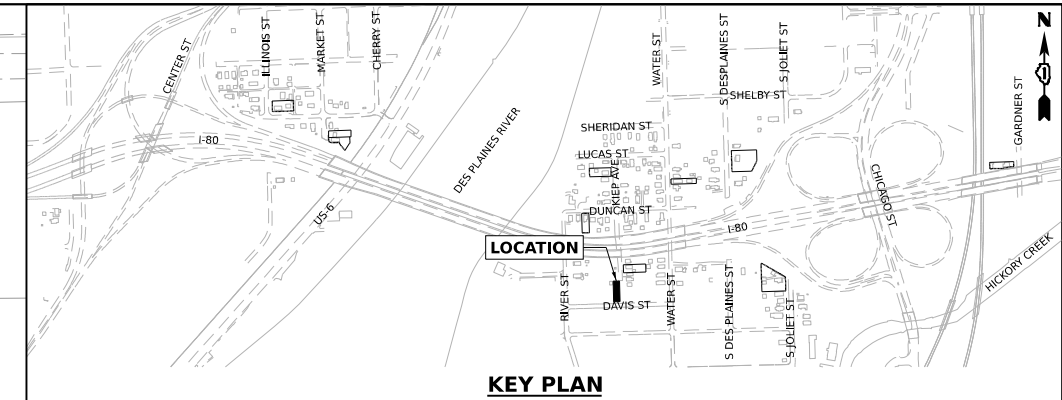 CENTER ST
ILLINOIS ST
MARKET ST
CHERRY ST
I-80
US-6
DES PLAINES RIVER
WATER ST
S DESPLAINES ST
S JOLIET ST
SHELBY ST
SHERIDAN ST
LUCAS ST
KIEP AVE
DUNCAN ST
LOCATION
I-80
CHICAGO ST
GARDNER ST
N
HICKORY CREEK
RIVER ST
DAVIS ST
WATER ST
S DES PLAINES ST
S JOLIET ST
KEY PLAN